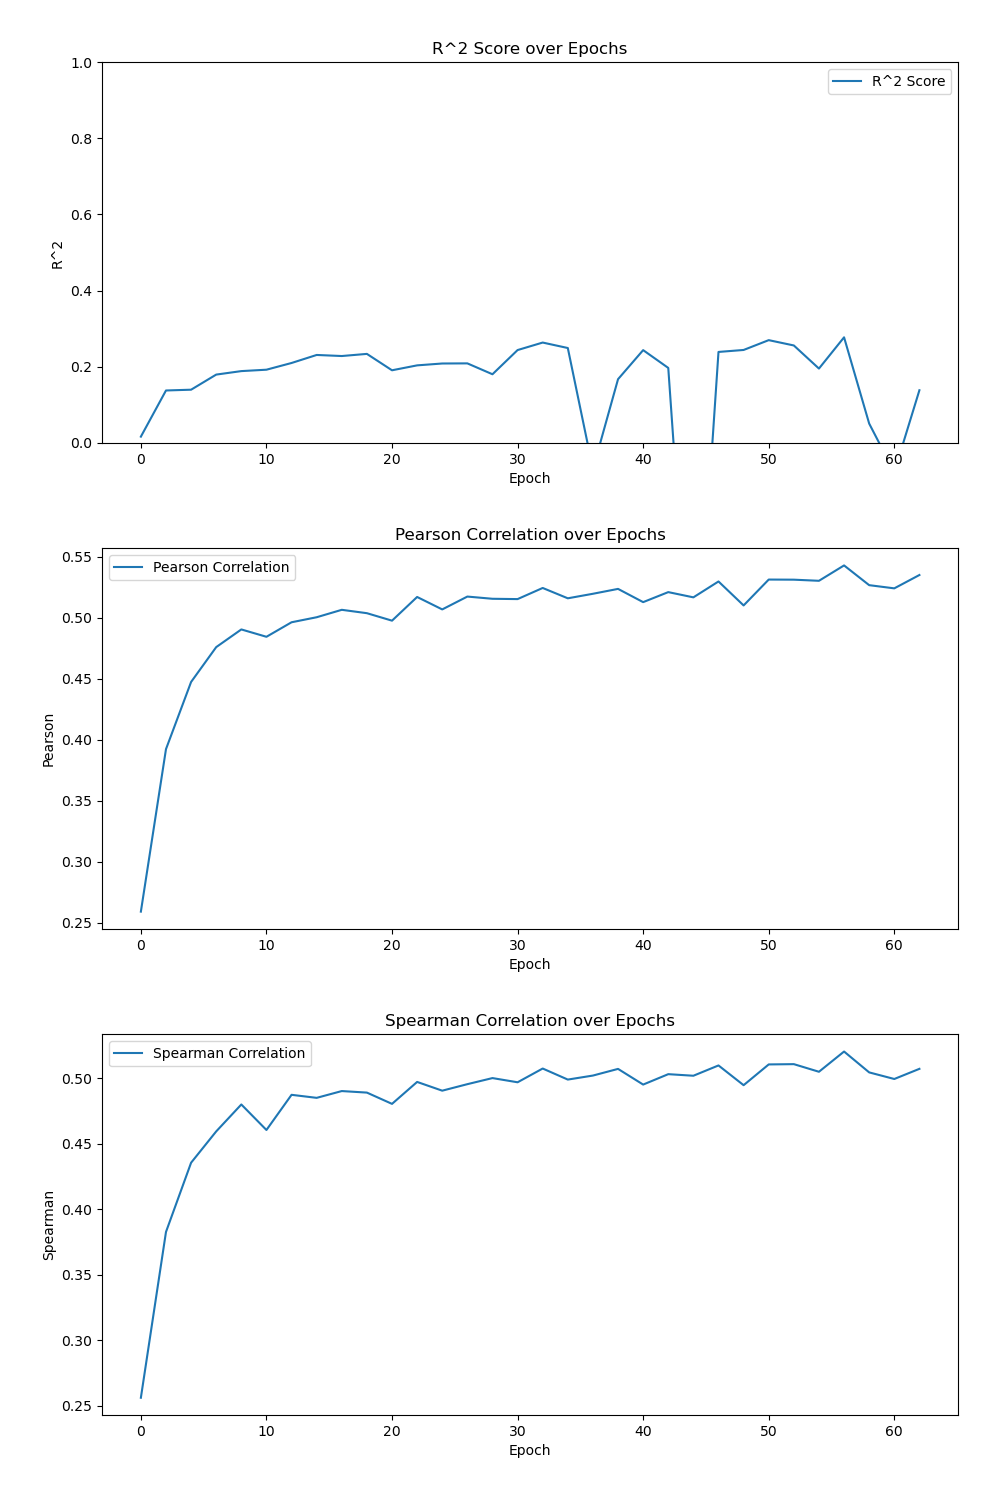 R^2 Score over Epochs
1.0
R^2 Score
0.8
0.6
R^2
0.4
0.2
0.0
0 10 20 30 40 50 60
Epoch
Pearson Correlation over Epochs
0.55
Pearson Correlation
0.50
0.45
0.40
Pearson
0.35
0.30
0.25
0 10 20 30 40 50 60
Epoch
Spearman Correlation over Epochs
Spearman Correlation
0.50
0.45
0.40
Spearman
0.35
0.30
0.25
0 10 20 30 40 50 60
Epoch